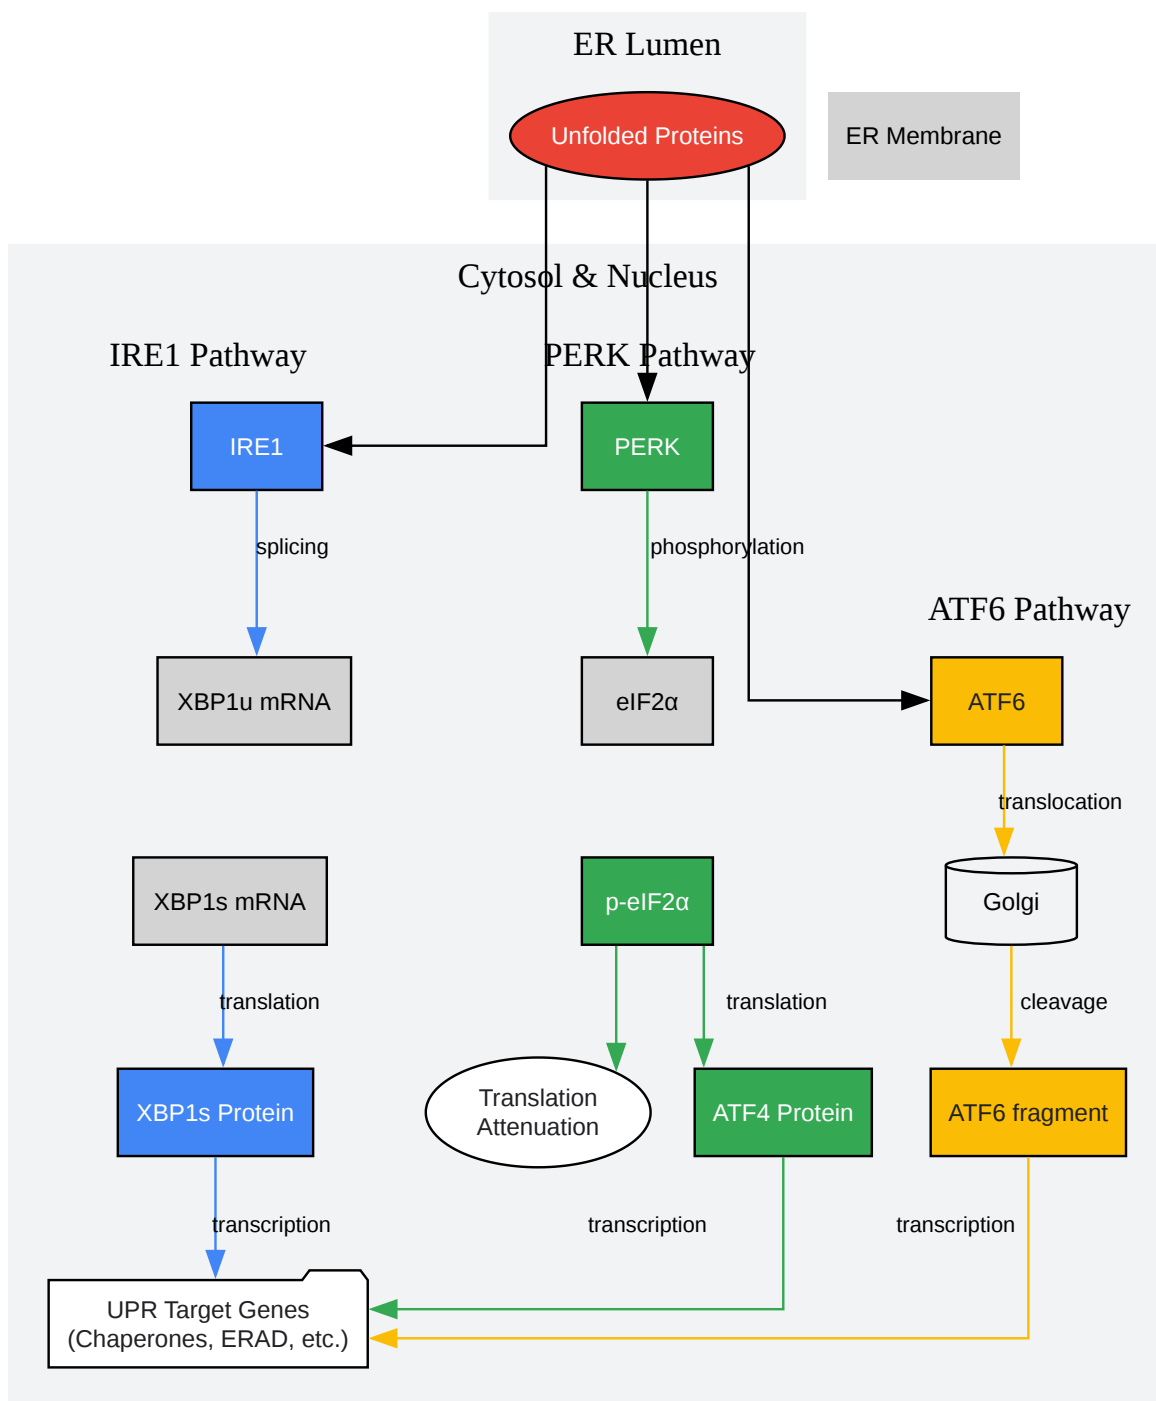 ER Lumen
Unfolded Proteins
ER Membrane
Cytosol & Nucleus
IRE1 Pathway
PERK Pathway
IRE1
PERK
splicing
phosphorylation
ATF6 Pathway
XBP1u mRNA
eIF2α
ATF6
translocation
XBP1s mRNA
p-eIF2α
Golgi
translation
translation
cleavage
XBP1s Protein
Translation
Attenuation
ATF4 Protein
ATF6 fragment
transcription
transcription
transcription
UPR Target Genes
(Chaperones, ERAD, etc.)